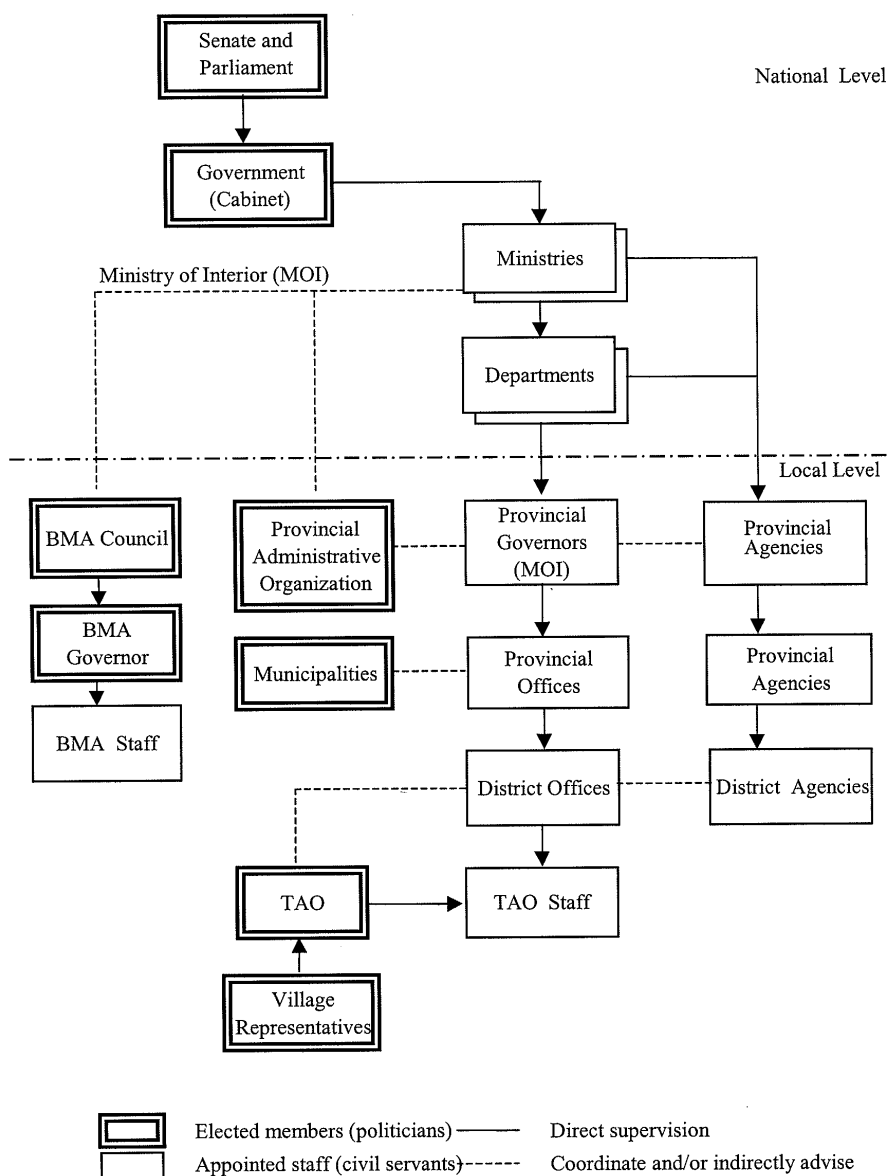 Senate and
Parliament
National Level
Government
(Cabinet)
Ministries
Ministry of Interior (MOI)
Departments
Local Level
BMA Council
Provincial
Administrative
Organization
Provincial
Governors
(MOI)
Provincial
Agencies
BMA
Governor
Municipalities
Provincial
Offices
Provincial
Agencies
BMA Staff
District Offices
District Agencies
TAO
TAO Staff
Village
Representatives
Elected members (politicians)
Direct supervision
Appointed staff (civil servants)
Coordinate and/or indirectly advise